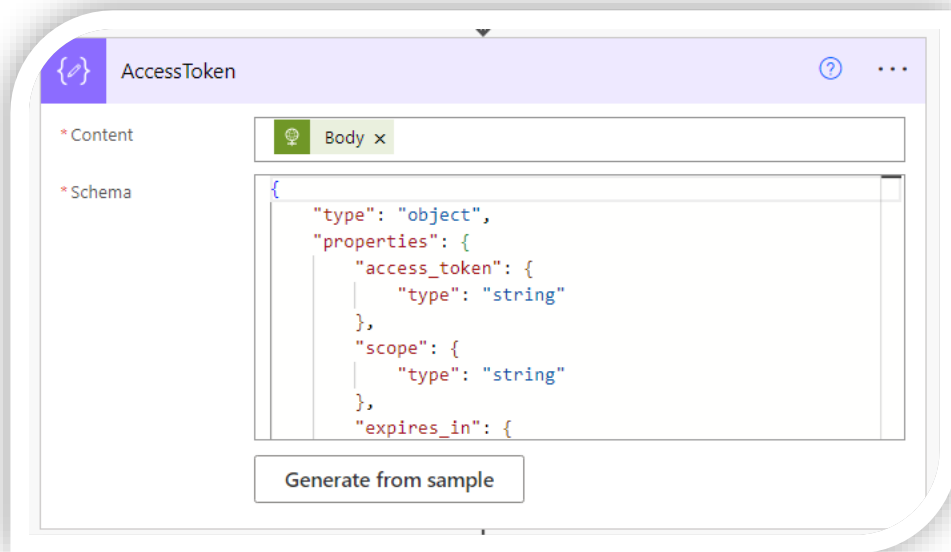 AccessToken
* Content
Body ×
* Schema
{
"type": "object",
"properties": {
"access_token": {
"type": "string"
},
"scope": {
"type": "string"
},
"expires_in": {
Generate from sample